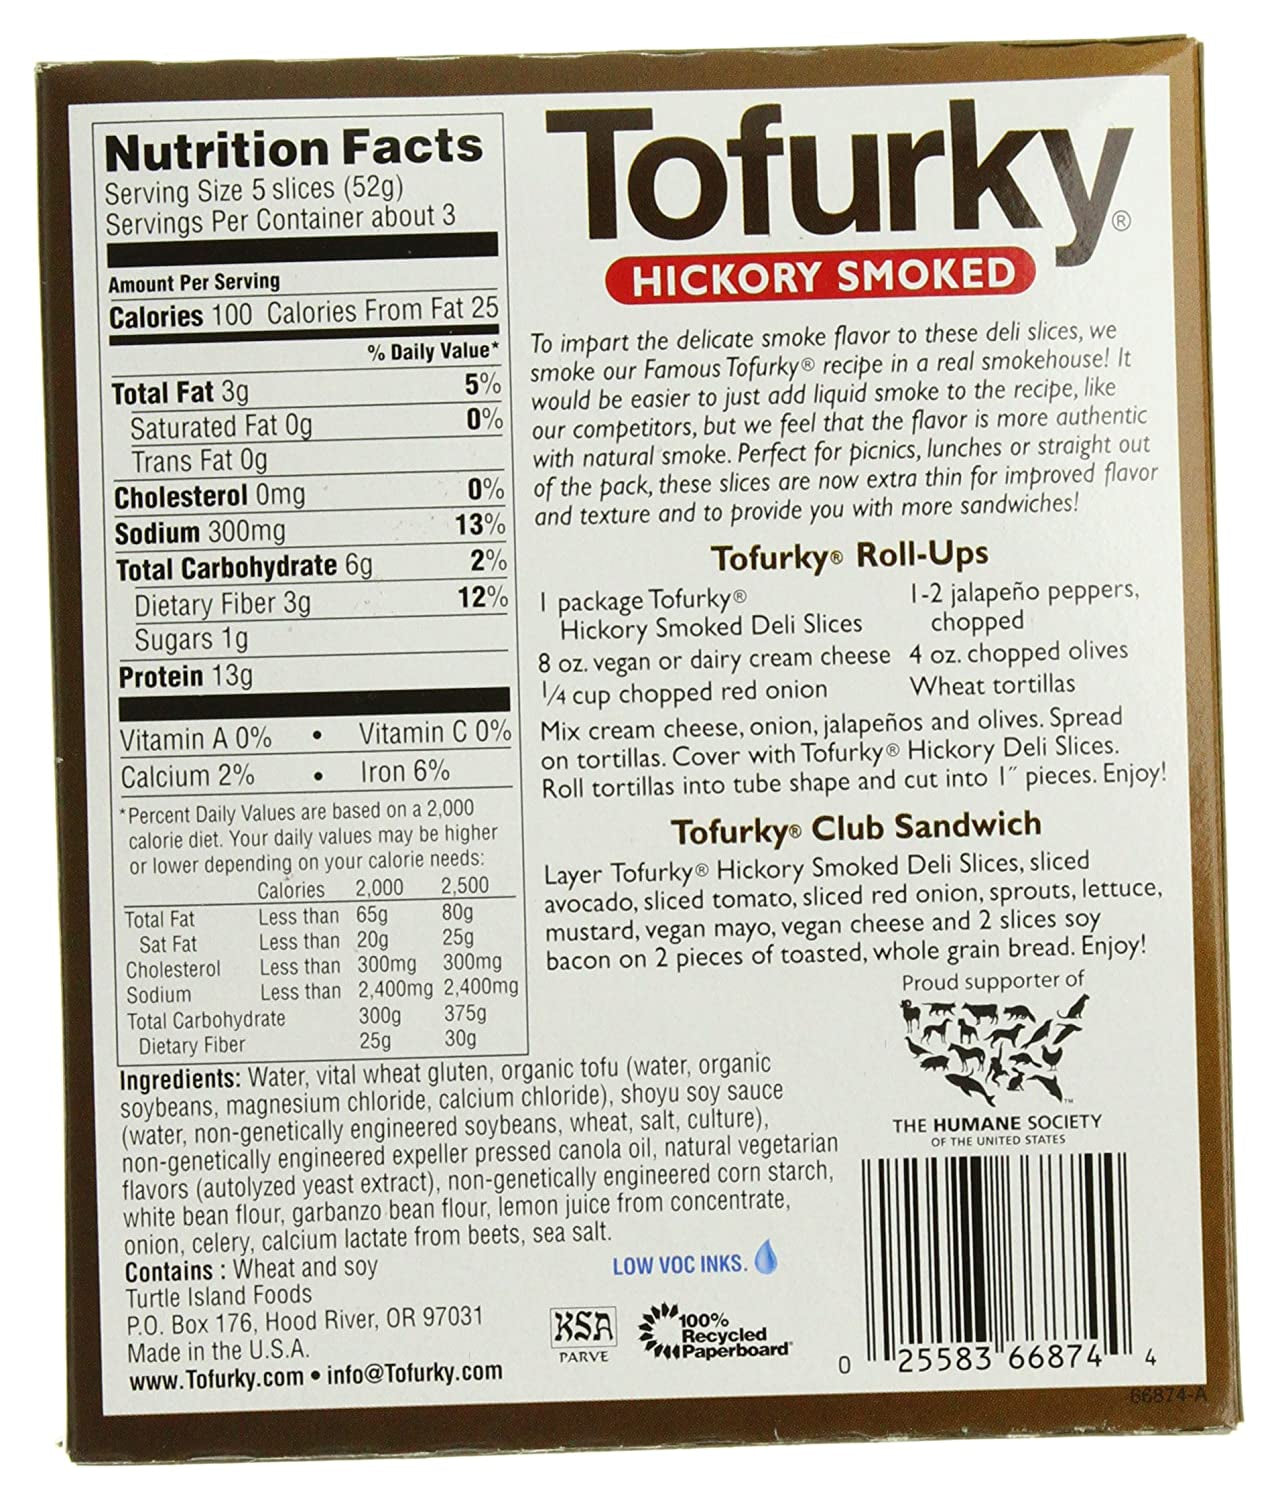 Nutrition Facts
Serving Size 5 slices (52g)
Servings Per Container about 3
Amount Per Serving
Calories 100 Calories From Fat 25
% Daily Value*
Total Fat 3g 5%
Saturated Fat 0g 0%
Trans Fat 0g
Cholesterol 0mg 0%
Sodium 300mg 13%
Total Carbohydrate 6g 2%
Dietary Fiber 3g 12%
Sugars 1g
Protein 13g
Vitamin A 0% • Vitamin C 0%
Calcium 2% • Iron 6%
*Percent Daily Values are based on a 2,000
calorie diet. Your daily values may be higher
or lower depending on your calorie needs:
Calories 2,000 2,500
Total Fat Less than 65g 80g
Sat Fat Less than 20g 25g
Cholesterol Less than 300mg 300mg
Sodium Less than 2,400mg 2,400mg
Total Carbohydrate 300g 375g
Dietary Fiber 25g 30g
Tofurky®
HICKORY SMOKED
To impart the delicate smoke flavor to these deli slices, we
smoke our Famous Tofurky® recipe in a real smokehouse! It
would be easier to just add liquid smoke to the recipe, like
our competitors, but we feel that the flavor is more authentic
with natural smoke. Perfect for picnics, lunches or straight out
of the pack, these slices are now extra thin for improved flavor
and texture and to provide you with more sandwiches!
Tofurky® Roll-Ups
1 package Tofurky®
Hickory Smoked Deli Slices
8 oz. vegan or dairy cream cheese
1/4 cup chopped red onion
1-2 jalapeño peppers,
chopped
4 oz. chopped olives
Wheat tortillas
Mix cream cheese, onion, jalapeños and olives. Spread
on tortillas. Cover with Tofurky® Hickory Deli Slices.
Roll tortillas into tube shape and cut into 1˝ pieces. Enjoy!
Tofurky® Club Sandwich
Layer Tofurky® Hickory Smoked Deli Slices, sliced
avocado, sliced tomato, sliced red onion, sprouts, lettuce,
mustard, vegan mayo, vegan cheese and 2 slices soy
bacon on 2 pieces of toasted, whole grain bread. Enjoy!
Proud supporter of
TM
THE HUMANE SOCIETY
OF THE UNITED STATES
Ingredients: Water, vital wheat gluten, organic tofu (water, organic
soybeans, magnesium chloride, calcium chloride), shoyu soy sauce
(water, non-genetically engineered soybeans, wheat, salt, culture),
non-genetically engineered expeller pressed canola oil, natural vegetarian
flavors (autolyzed yeast extract), non-genetically engineered corn starch,
white bean flour, garbanzo bean flour, lemon juice from concentrate,
onion, celery, calcium lactate from beets, sea salt.
Contains : Wheat and soy
Turtle Island Foods
P.O. Box 176, Hood River, OR 97031
Made in the U.S.A.
www.Tofurky.com • info@Tofurky.com
LOW VOC INKS.
KSA
PARVE
100%
Recycled
Paperboard
0 25583 66874 4
66874-A